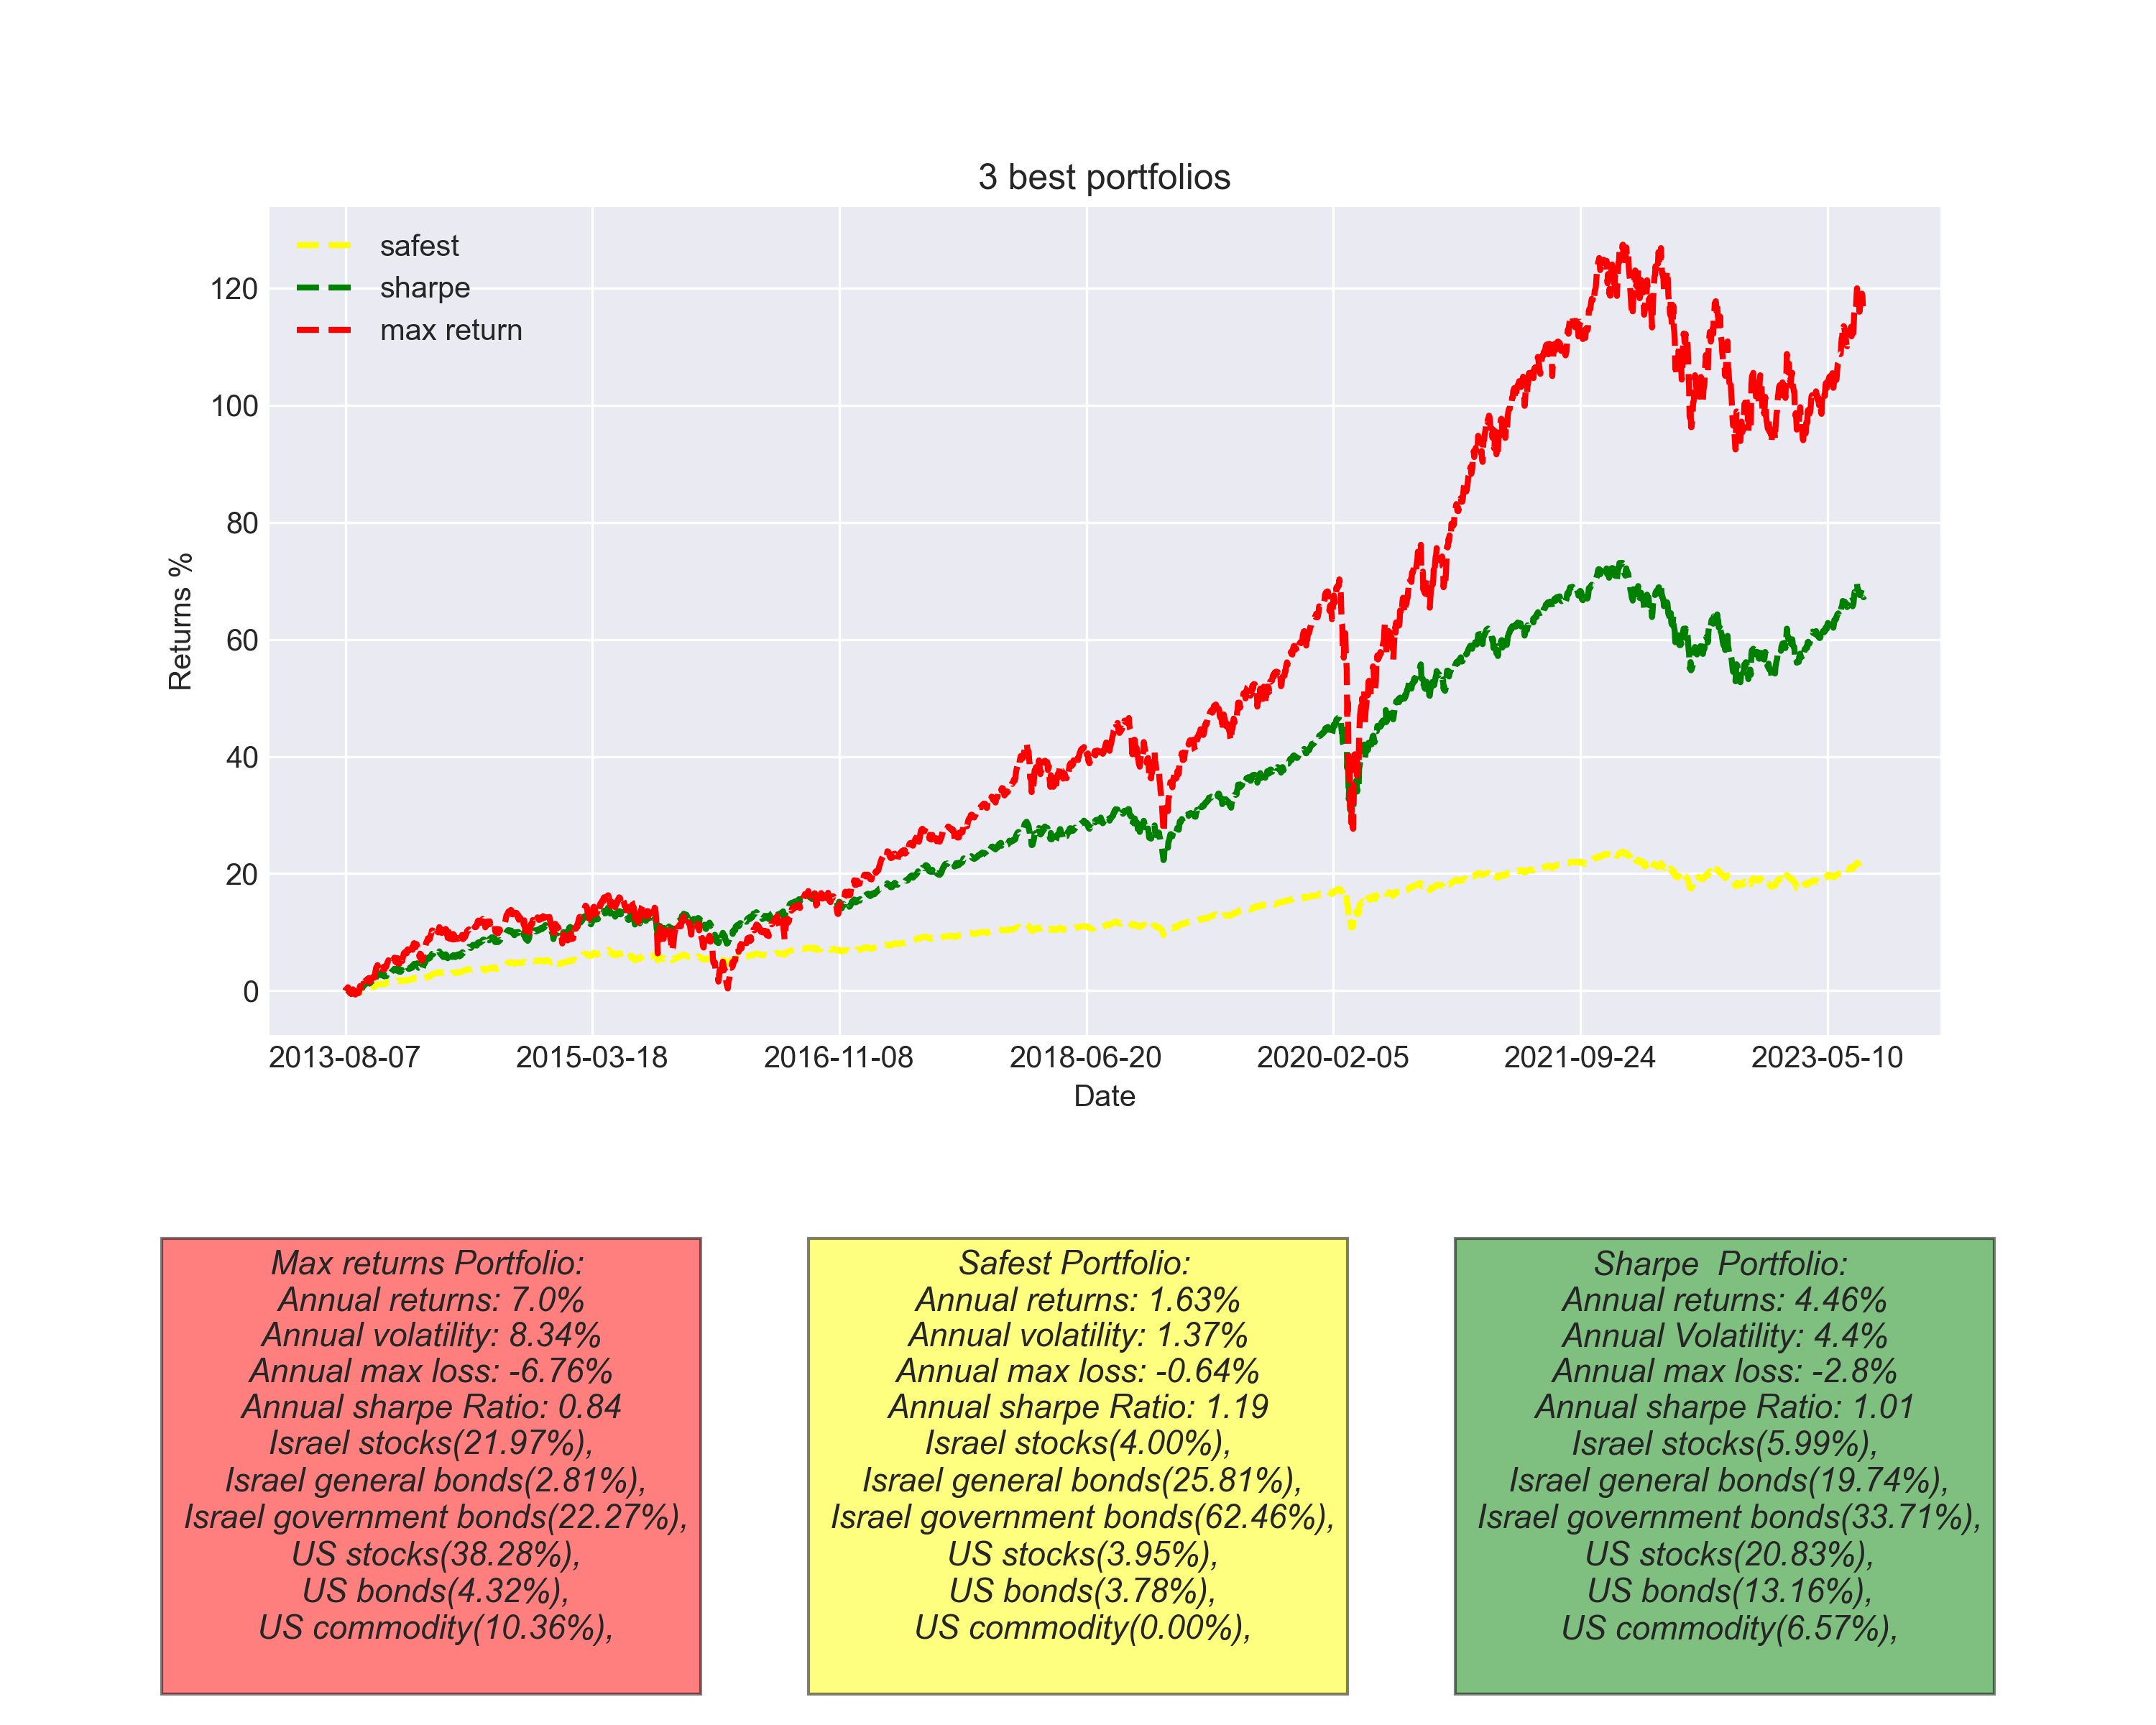 3 best portfolios
safest
sharpe
max return
120
100
80
60
40
20
0
Returns %
2013-08-07 2015-03-18 2016-11-08 2018-06-20 2020-02-05 2021-09-24 2023-05-10
Date
Max returns Portfolio:
Annual returns: 7.0%
Annual volatility: 8.34%
Annual max loss: -6.76%
Annual sharpe Ratio: 0.84
Israel stocks(21.97%),
Israel general bonds(2.81%),
Israel government bonds(22.27%),
US stocks(38.28%),
US bonds(4.32%),
US commodity(10.36%),
Safest Portfolio:
Annual returns: 1.63%
Annual volatility: 1.37%
Annual max loss: -0.64%
Annual sharpe Ratio: 1.19
Israel stocks(4.00%),
Israel general bonds(25.81%),
Israel government bonds(62.46%),
US stocks(3.95%),
US bonds(3.78%),
US commodity(0.00%),
Sharpe  Portfolio:
Annual returns: 4.46%
Annual Volatility: 4.4%
Annual max loss: -2.8%
Annual sharpe Ratio: 1.01
Israel stocks(5.99%),
Israel general bonds(19.74%),
Israel government bonds(33.71%),
US stocks(20.83%),
US bonds(13.16%),
US commodity(6.57%),